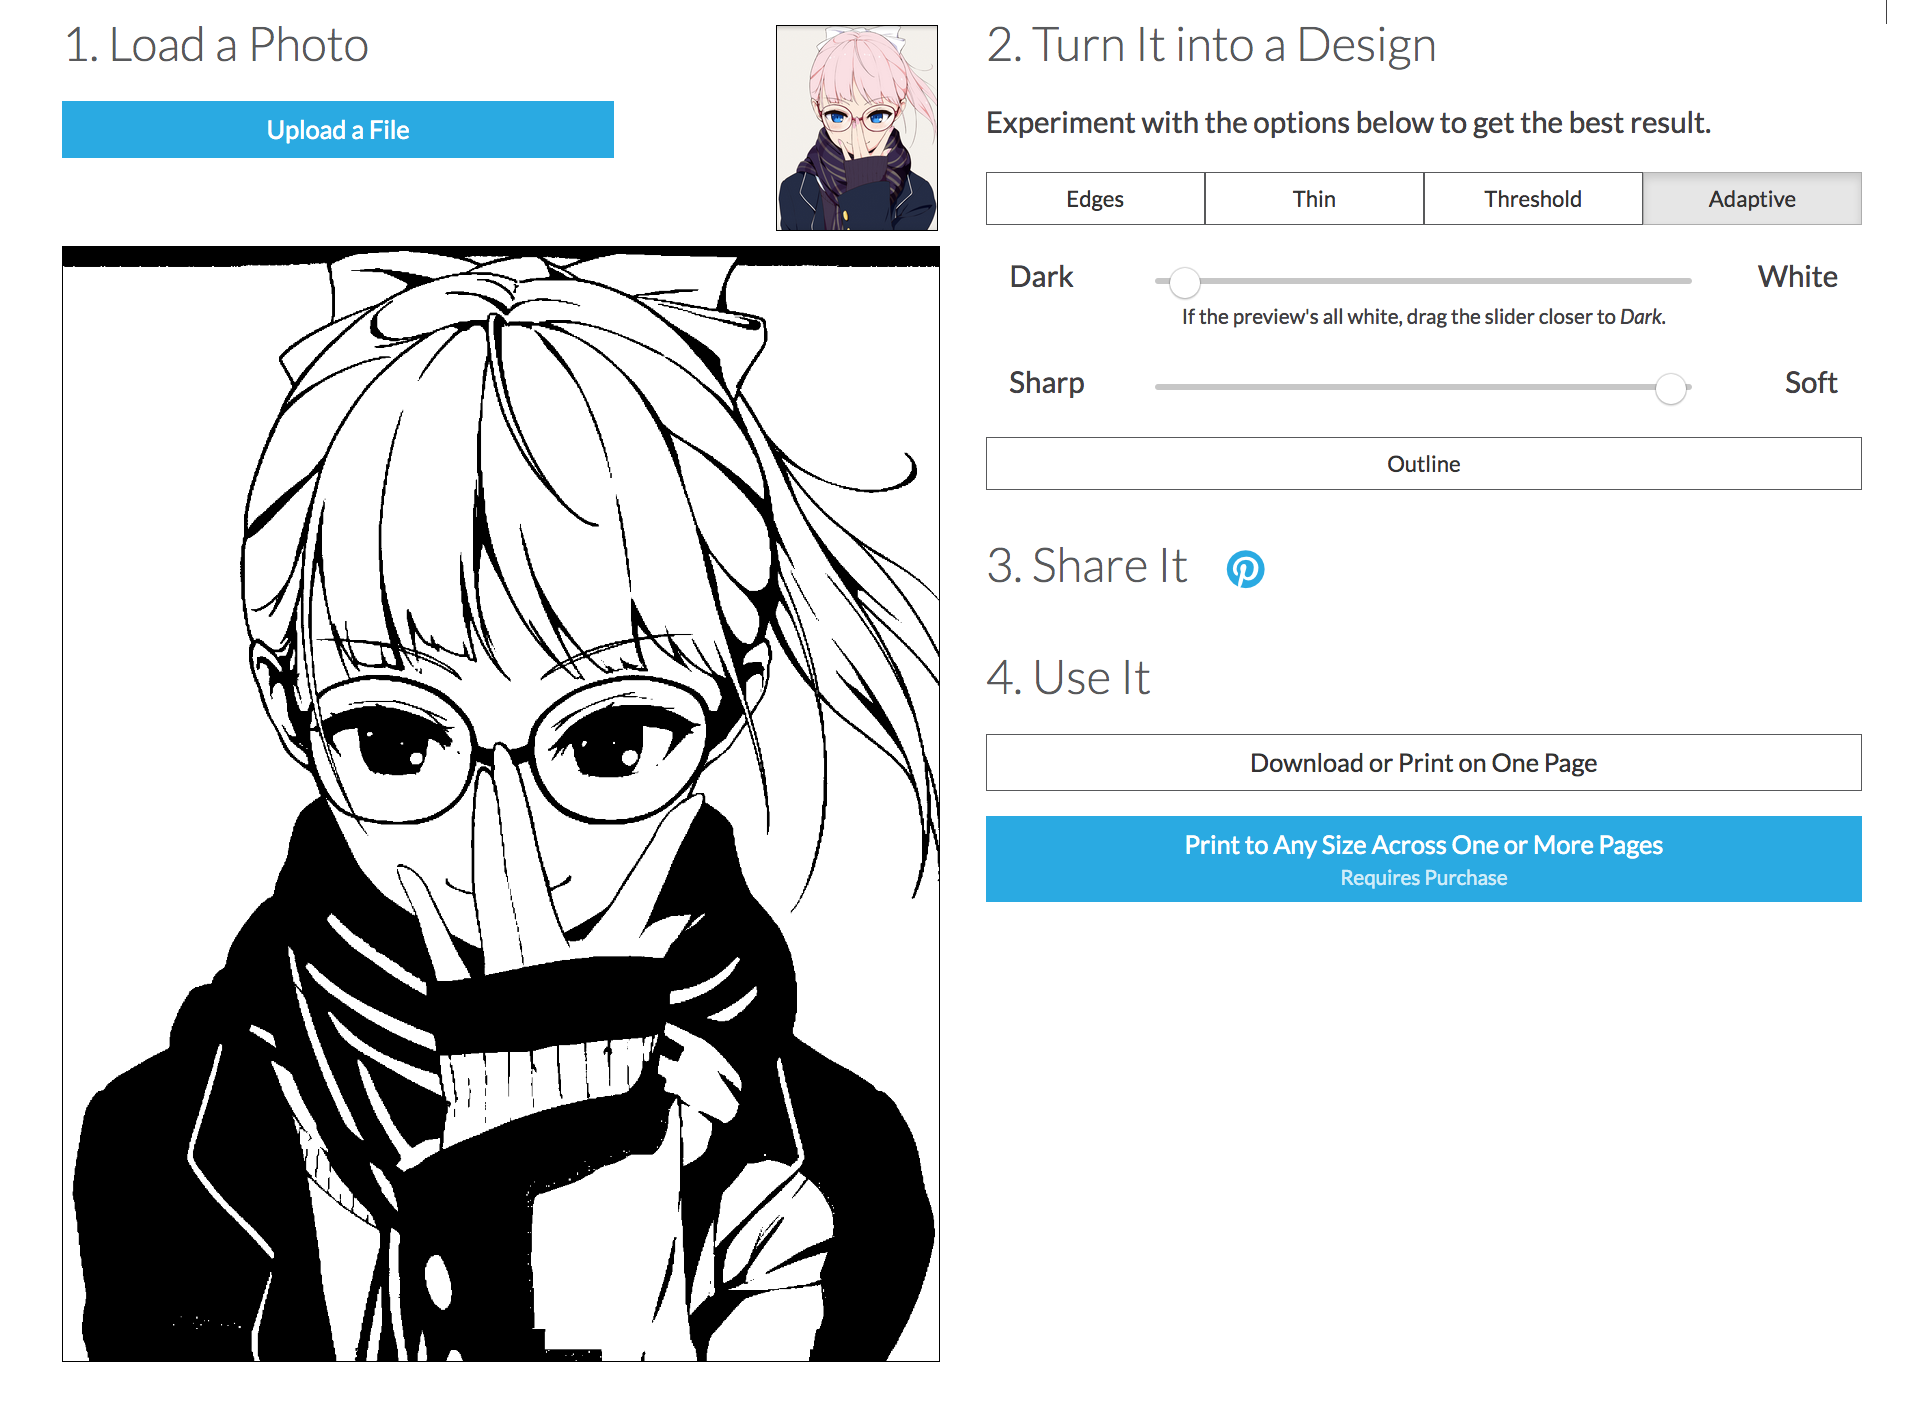 1. Load a Photo
Upload a File
2. Turn It into a Design
Experiment with the options below to get the best result.
Edges
Thin
Threshold
Adaptive
Dark
White
If the preview's all white, drag the slider closer to Dark.
Sharp
Soft
Outline
3. Share It
4. Use It
Download or Print on One Page
Print to Any Size Across One or More Pages
Requires Purchase